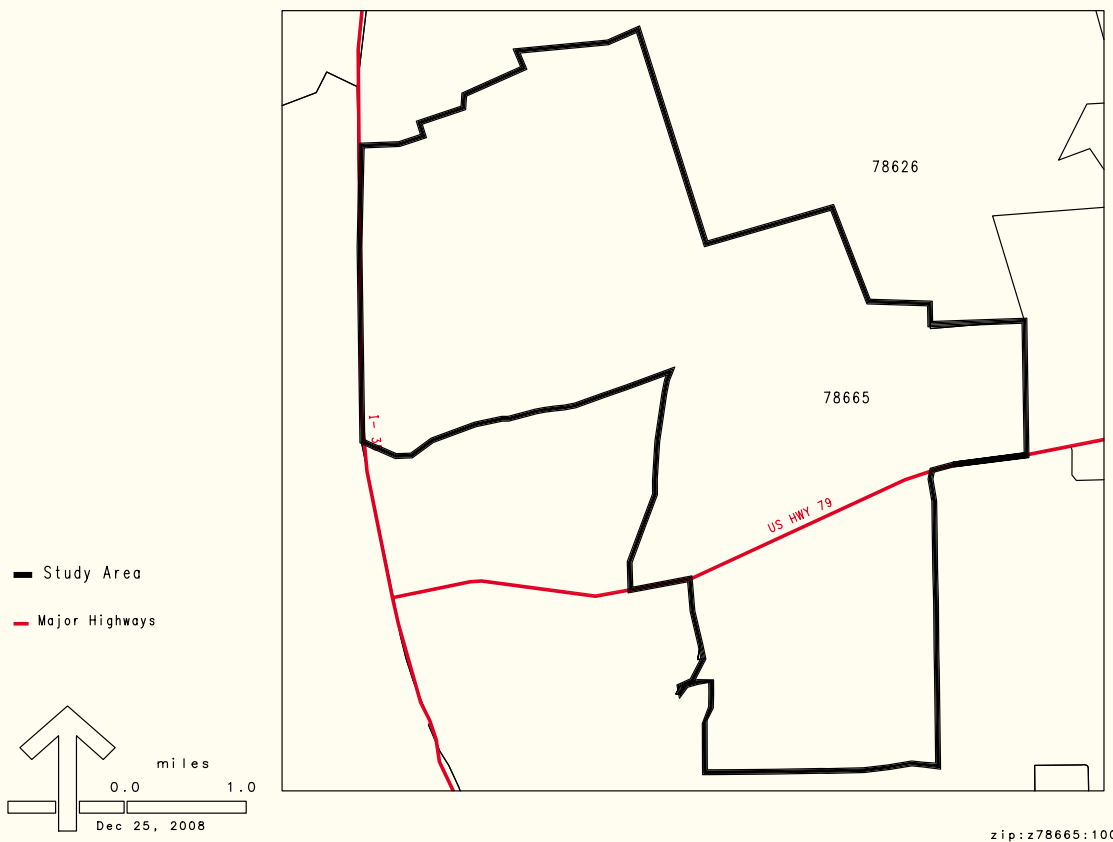 78626
78665
I- 3
US HWY 79
Study Area
Major Highways
miles
0.0 1.0
Dec 25, 2008
zip:z78665:100